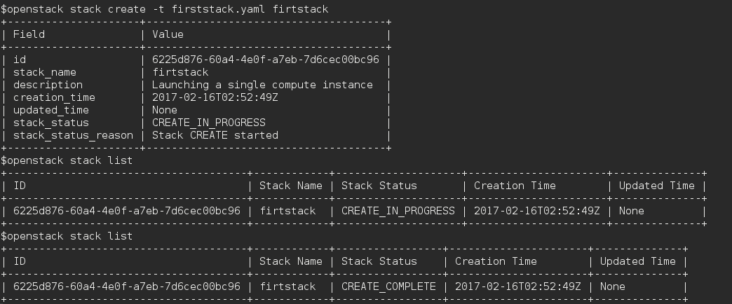 $openstack stack create -t firststack.yaml firtstack
+---------------------+--------------------------------------+
| Field               | Value                                |
+---------------------+--------------------------------------+
| id                  | 6225d876-60a4-4e0f-a7eb-7d6cec00bc96 |
| stack_name          | firtstack                            |
| description         | Launching a single compute instance  |
| creation_time       | 2017-02-16T02:52:49Z                 |
| updated_time        | None                                 |
| stack_status        | CREATE_IN_PROGRESS                   |
| stack_status_reason | Stack CREATE started                 |
+---------------------+--------------------------------------+
$openstack stack list
+--------------------------------------+------------+--------------------+----------------------+--------------+
| ID                                   | Stack Name | Stack Status       | Creation Time        | Updated Time |
+--------------------------------------+------------+--------------------+----------------------+--------------+
| 6225d876-60a4-4e0f-a7eb-7d6cec00bc96 | firtstack  | CREATE_IN_PROGRESS | 2017-02-16T02:52:49Z | None         |
+--------------------------------------+------------+--------------------+----------------------+--------------+
$openstack stack list
+--------------------------------------+------------+-----------------+----------------------+--------------+
| ID                                   | Stack Name | Stack Status    | Creation Time        | Updated Time |
+--------------------------------------+------------+-----------------+----------------------+--------------+
| 6225d876-60a4-4e0f-a7eb-7d6cec00bc96 | firtstack  | CREATE_COMPLETE | 2017-02-16T02:52:49Z | None         |
+--------------------------------------+------------+-----------------+----------------------+--------------+